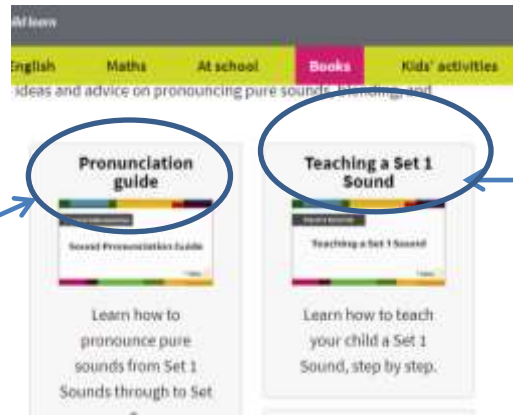 ild learn
English Maths At school Books Kids' activities
ideas and advice on pronouncing pure sounds, blending, and
Pronunciation
guide
Sound Pronunciation Guide
Learn how to
pronounce pure
sounds from Set 1
Sounds through to Set
Teaching a Set 1
Sound
Teaching a Set 1 Sound
Learn how to teach
your child a Set 1
Sound, step by step.